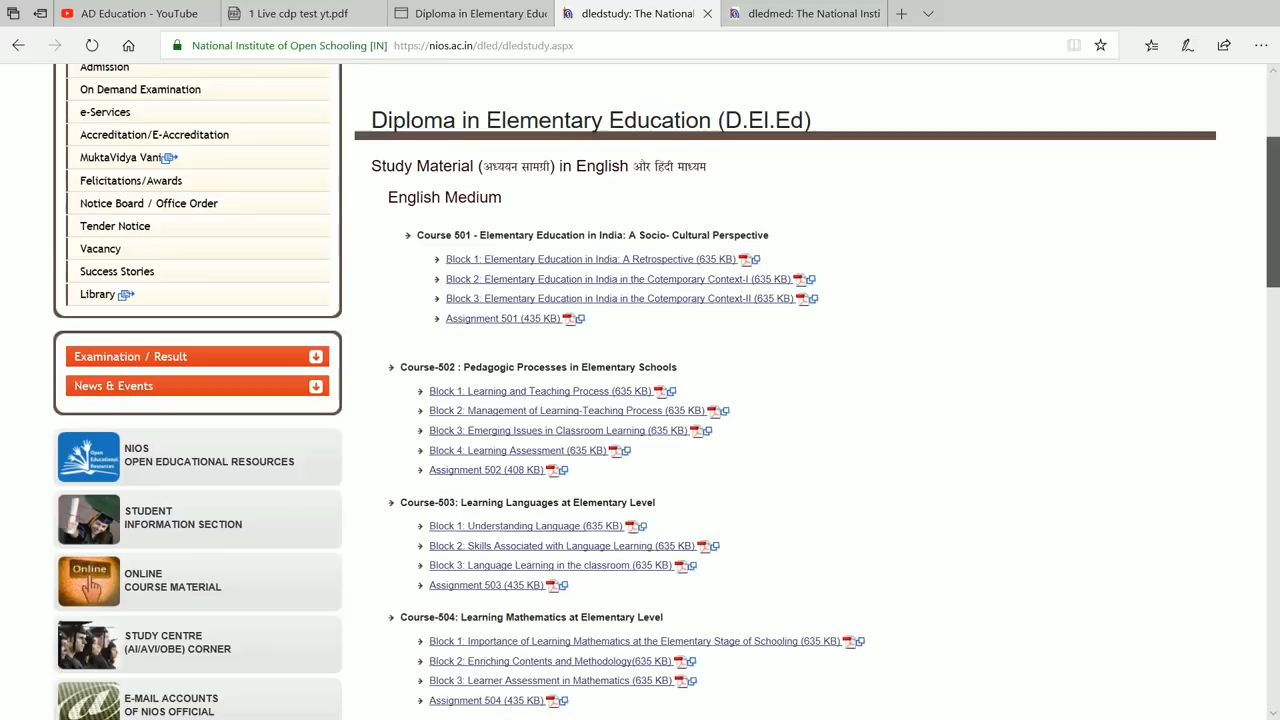 AD Education - YouTube
1 Live cdp test yt.pdf
Diploma in Elementary Educ
dledstudy: The National
dledmed: The National Insti
National Institute of Open Schooling [IN] https://nios.ac.in/dled/dledstudy.aspx
Admission
On Demand Examination
e-Services
Accreditation/E-Accreditation
MuktaVidya Vani
Felicitations/Awards
Notice Board / Office Order
Tender Notice
Vacancy
Success Stories
Library
Examination / Result
News & Events
Open Educational Resources
NIOS
OPEN EDUCATIONAL RESOURCES
STUDENT
INFORMATION SECTION
Online
ONLINE
COURSE MATERIAL
STUDY CENTRE
(AI/AVI/OBE) CORNER
E-MAIL ACCOUNTS
OF NIOS OFFICIAL
Diploma in Elementary Education (D.El.Ed)
Study Material (अध्ययन सामग्री) in English और हिंदी माध्यम
English Medium
Course 501 - Elementary Education in India: A Socio- Cultural Perspective
Block 1: Elementary Education in India: A Retrospective (635 KB)
Block 2: Elementary Education in India in the Cotemporary Context-I (635 KB)
Block 3: Elementary Education in India in the Cotemporary Context-II (635 KB)
Assignment 501 (435 KB)
Course-502 : Pedagogic Processes in Elementary Schools
Block 1: Learning and Teaching Process (635 KB)
Block 2: Management of Learning-Teaching Process (635 KB)
Block 3: Emerging Issues in Classroom Learning (635 KB)
Block 4: Learning Assessment (635 KB)
Assignment 502 (408 KB)
Course-503: Learning Languages at Elementary Level
Block 1: Understanding Language (635 KB)
Block 2: Skills Associated with Language Learning (635 KB)
Block 3: Language Learning in the classroom (635 KB)
Assignment 503 (435 KB)
Course-504: Learning Mathematics at Elementary Level
Block 1: Importance of Learning Mathematics at the Elementary Stage of Schooling (635 KB)
Block 2: Enriching Contents and Methodology(635 KB)
Block 3: Learner Assessment in Mathematics (635 KB)
Assignment 504 (435 KB)